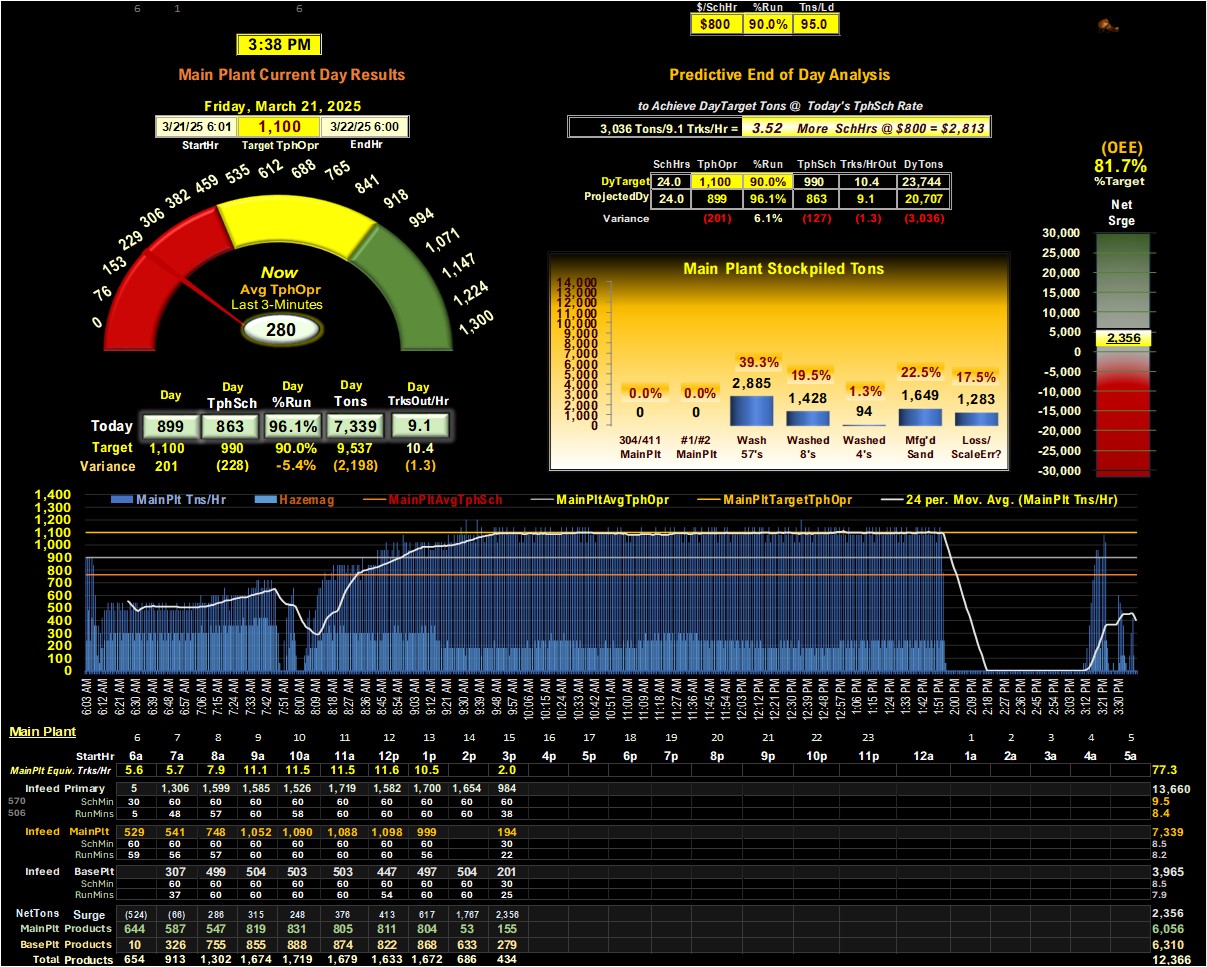 6 1 6
$/SchHr %Run Tns/Ld
$800 90.0% 95.0
3:38 PM
Main Plant Current Day Results
Predictive End of Day Analysis
Friday, March 21, 2025
to Achieve DayTarget Tons @ Today's TphSch Rate
3/21/25 6:01 1,100 3/22/25 6:00
3,036 Tons/9.1 Trks/Hr = 3.52 More SchHrs @ $800 = $2,813
StartHr Target TphOpr EndHr
(OEE)
81.7%
%Target
SchHrs TphOpr %Run TphSch Trks/HrOut DyTons
DyTarget 24.0 1,100 90.0% 990 10.4 23,744
ProjectedDy 24.0 899 96.1% 863 9.1 20,707
Variance (201) 6.1% (127) (1.3) (3,036)
0 76 153 229 306 382 459 535 612 688 765 841 918 994 1,071 1,147 1,224 1,300
Now
Avg TphOpr
Last 3-Minutes
280
Net
Srge
30,000
25,000
20,000
15,000
10,000
5,000
2,356
0
-5,000
-10,000
-15,000
-20,000
-25,000
-30,000
Main Plant Stockpiled Tons
14,000
13,000
12,000
11,000
10,000
9,000
8,000
7,000
6,000
5,000
4,000
3,000
2,000
1,000
0
0.0% 0.0% 39.3% 19.5% 1.3% 22.5% 17.5%
0 0 2,885 1,428 94 1,649 1,283
304/411 #1/#2 Wash Washed Washed Mfg'd Loss/
MainPlt MainPlt 57's 8's 4's Sand ScaleErr?
Day Day Day Day Day
TphSch %Run Tons TrksOut/Hr
Today 899 863 96.1% 7,339 9.1
Target 1,100 990 90.0% 9,537 10.4
Variance 201 (228) -5.4% (2,198) (1.3)
MainPlt Tns/Hr Hazemag MainPltAvgTphSch MainPltAvgTphOpr MainPltTargetTphOpr 24 per. Mov. Avg. (MainPlt Tns/Hr)
1,400
1,300
1,200
1,100
1,000
900
800
700
600
500
400
300
200
100
0
6:03 AM 6:12 AM 6:21 AM 6:30 AM 6:39 AM 6:48 AM 6:57 AM 7:06 AM 7:15 AM 7:24 AM 7:33 AM 7:42 AM 7:51 AM 8:00 AM 8:09 AM 8:18 AM 8:27 AM 8:36 AM 8:45 AM 8:54 AM 9:03 AM 9:12 AM 9:21 AM 9:30 AM 9:39 AM 9:48 AM 9:57 AM 10:06 AM 10:15 AM 10:24 AM 10:33 AM 10:42 AM 10:51 AM 11:00 AM 11:09 AM 11:18 AM 11:27 AM 11:36 AM 11:45 AM 11:54 AM 12:03 PM 12:12 PM 12:21 PM 12:30 PM 12:39 PM 12:48 PM 12:57 PM 1:06 PM 1:15 PM 1:24 PM 1:33 PM 1:42 PM 1:51 PM 2:00 PM 2:09 PM 2:18 PM 2:27 PM 2:36 PM 2:45 PM 2:54 PM 3:03 PM 3:12 PM 3:21 PM 3:30 PM
Main Plant
6 7 8 9 10 11 12 13 14 15 16 17 18 19 20 21 22 23 1 2 3 4 5
StartHr 6a 7a 8a 9a 10a 11a 12p 1p 2p 3p 4p 5p 6p 7p 8p 9p 10p 11p 12a 1a 2a 3a 4a 5a
MainPlt Equiv. Trks/Hr 5.6 5.7 7.9 11.1 11.5 11.5 11.6 10.5 2.0 77.3
Infeed Primary 5 1,306 1,599 1,585 1,526 1,719 1,582 1,700 1,654 984 13,660
570 SchMin 30 60 60 60 60 60 60 60 60 60 9.5
506 RunMins 5 48 57 60 58 60 60 60 60 38 8.4
Infeed MainPlt 529 541 748 1,052 1,090 1,088 1,098 999 194 7,339
SchMin 60 60 60 60 60 60 60 60 30 8.5
RunMins 59 56 57 60 60 60 60 56 22 8.2
Infeed BasePlt 307 499 504 503 503 447 497 504 201 3,965
SchMin 60 60 60 60 60 60 60 60 30 8.5
RunMins 37 60 60 60 60 54 60 60 25 7.9
NetTons Surge (524) (66) 286 315 248 376 413 617 1,767 2,356 2,356
MainPlt Products 644 587 547 819 831 805 811 804 53 155 6,056
BasePlt Products 10 326 755 855 888 874 822 868 633 279 6,310
Total Products 654 913 1,302 1,674 1,719 1,679 1,633 1,672 686 434 12,366